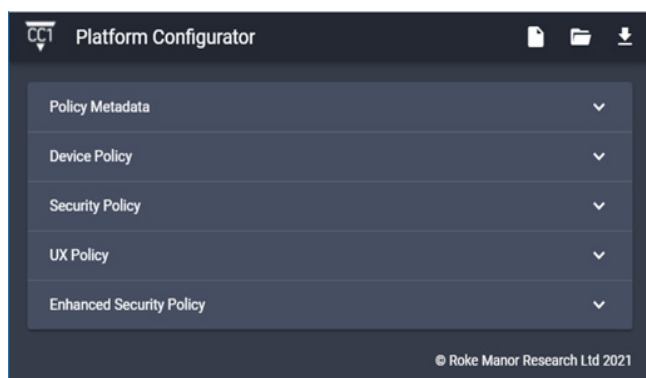 CC1 Platform Configurator
Policy Metadata
Device Policy
Security Policy
UX Policy
Enhanced Security Policy
© Roke Manor Research Ltd 2021